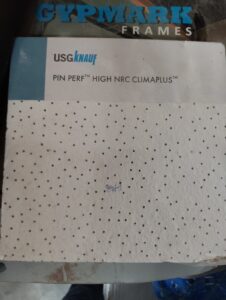 GYPMARK
FRAMES
USG KNAUF
PIN PERF™ HIGH NRC CLIMAPLUS™